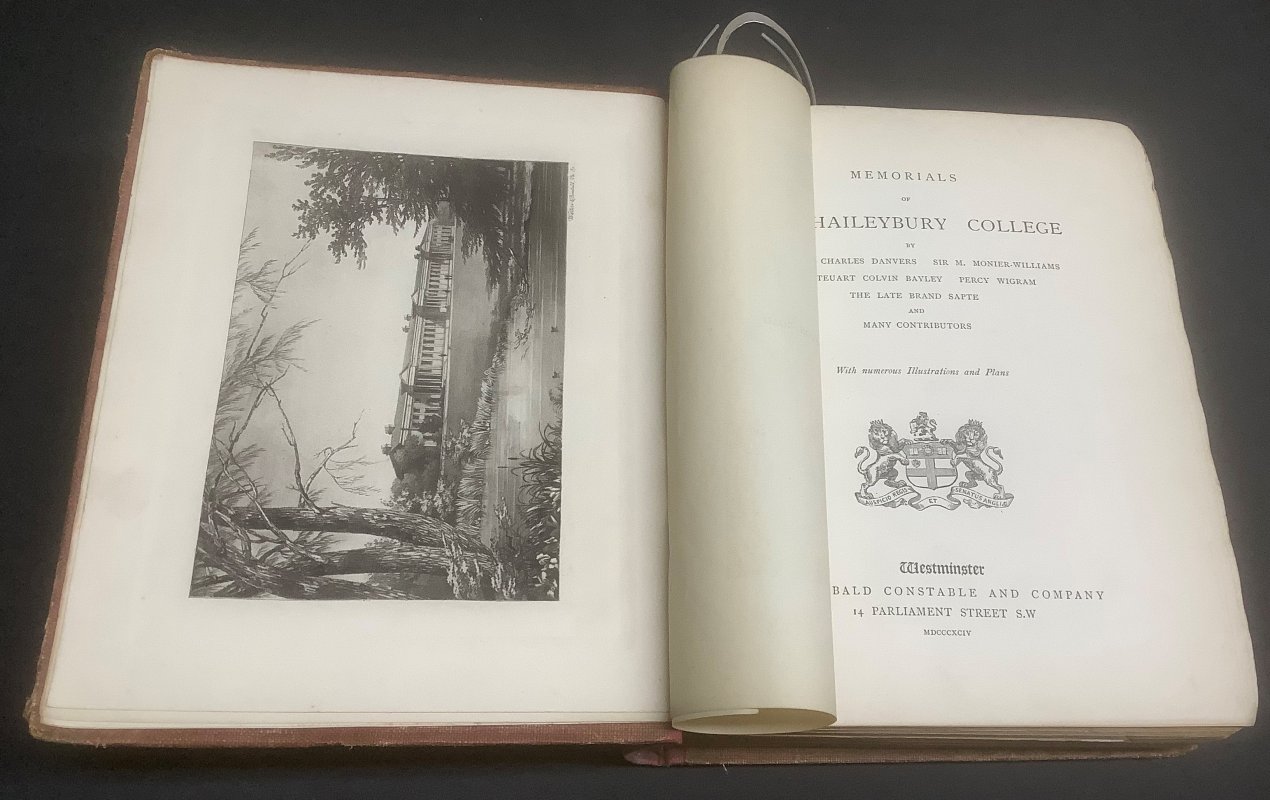 MEMORIALS
OF
HAILEYBURY COLLEGE
BY
CHARLES DANVERS SIR M. MONIER-WILLIAMS
TEUART COLVIN BAYLEY PERCY WIGRAM
THE LATE BRAND SAPTE
AND
MANY CONTRIBUTORS
With numerous Illustrations and Plans
AUSPICIO REGIS ET SENATUS ANGLIÆ
Westminster
BALD CONSTABLE AND COMPANY
14 PARLIAMENT STREET S.W
MDCCCXCIV